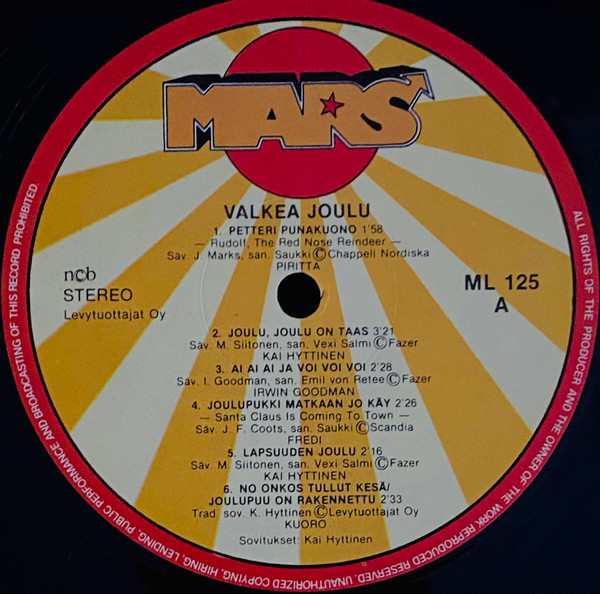 MARS
VALKEA JOULU
1. PETTERI PUNAKUONO 1'58
— Rudolf, The Red Nose Reindeer —
Säv. J. Marks, san. Saukki Ⓒ Chappell Nordiska
PIRITTA
ncb
STEREO
Levytuottajat Oy
ML 125
A
2. JOULU, JOULU ON TAAS 3'21
Säv. M. Siitonen, san. Vexi Salmi Ⓒ Fazer
KAI HYTTINEN
3. AI AI AI JA VOI VOI VOI 2'28
Säv. I. Goodman, san. Emil von Retee Ⓒ Fazer
IRWIN GOODMAN
4. JOULUPUKKI MATKAAN JO KÄY 2'26
— Santa Claus Is Coming To Town —
Säv. J. F. Coots, san. Saukki Ⓒ Scandia
FREDI
5. LAPSUUDEN JOULU 2'16
Säv. M. Siitonen, san. Vexi Salmi Ⓒ Fazer
KAI HYTTINEN
6. NO ONKOS TULLUT KESÄ/
JOULUPUU ON RAKENNETTU 2'33
Trad sov. K. Hyttinen Ⓒ Levytuottajat Oy
KUORO
Sovitukset: Kai Hyttinen
ALL RIGHTS OF THE PRODUCER AND THE OWNER OF THE WORK REPRODUCED RESERVED. UNAUTHORIZED COPYING, HIRING, LENDING, PUBLIC PERFORMANCE AND BROADCASTING OF THIS RECORD PROHIBITED.